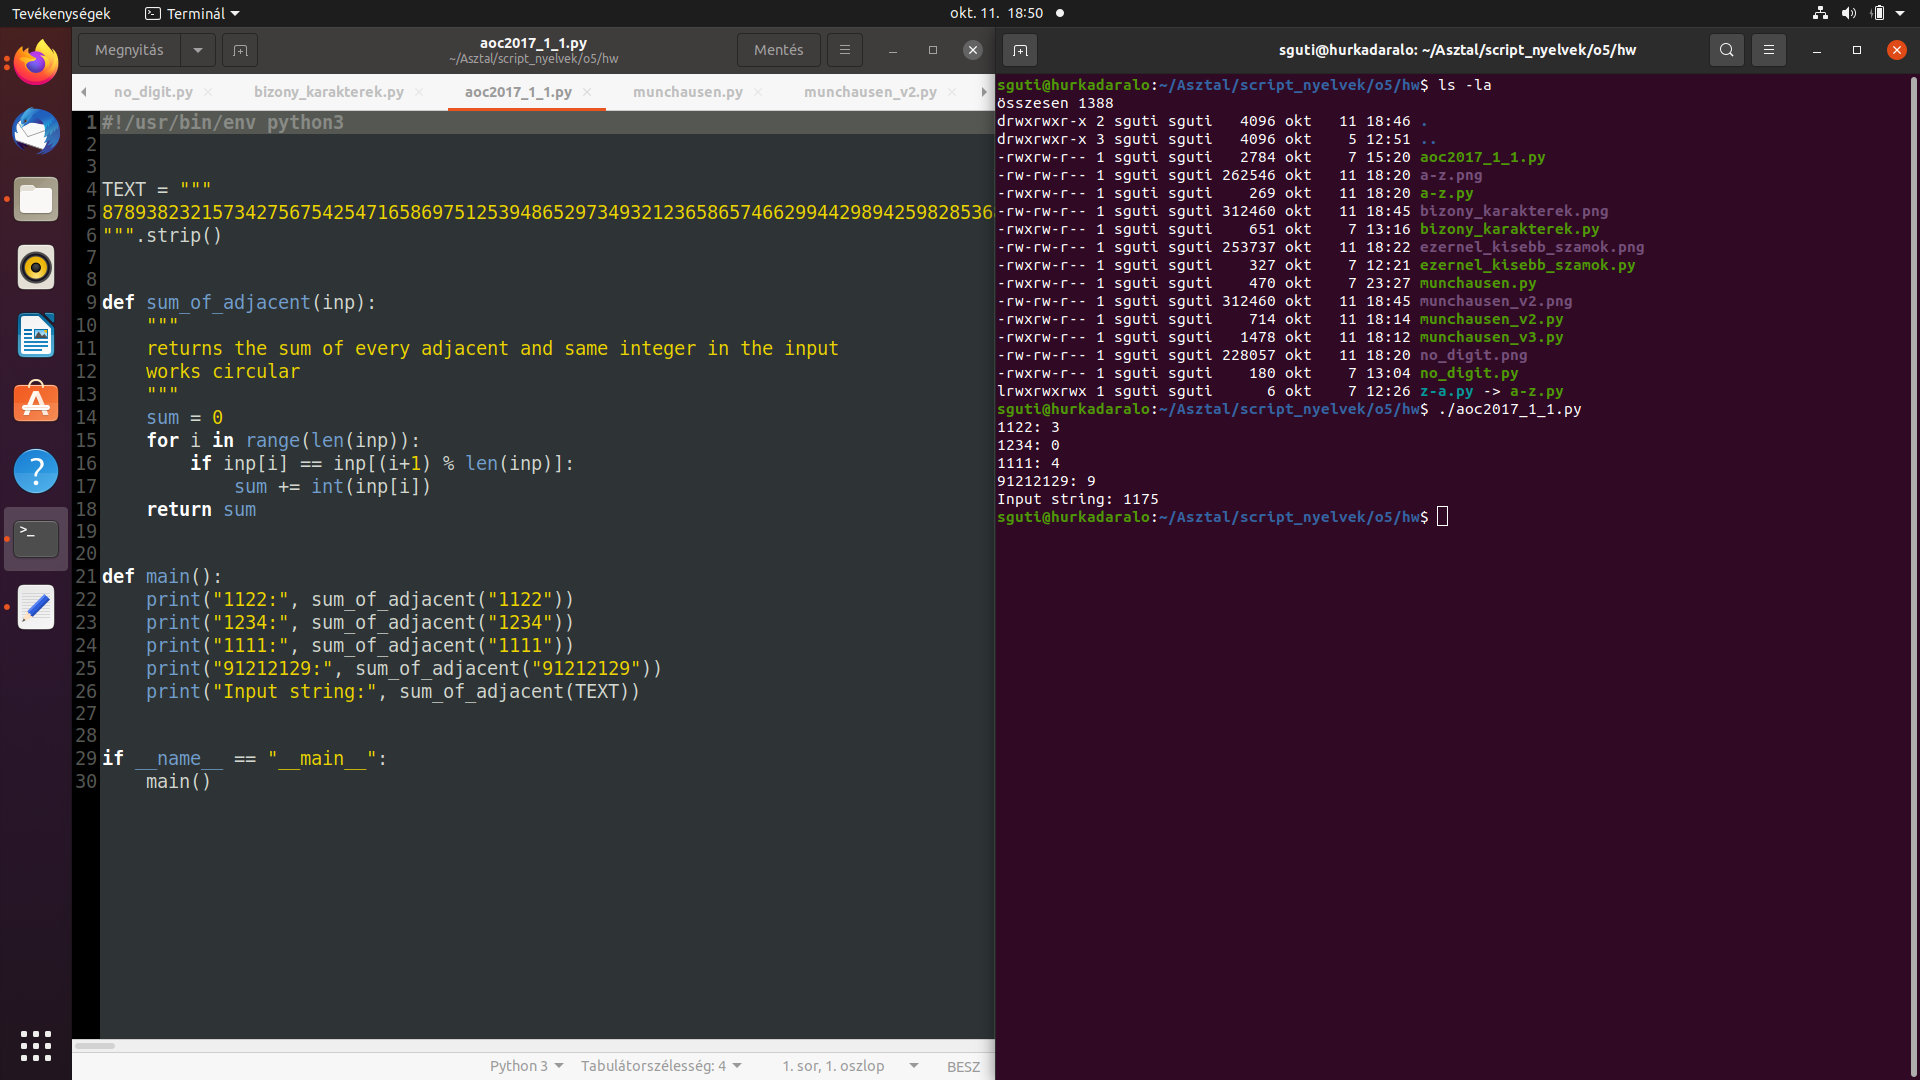 Tevékenységek
Terminál
okt. 11. 18:50
Megnyitás
aoc2017_1_1.py
~/Asztal/script_nyelvek/o5/hw
Mentés
no_digit.py
bizony_karakterek.py
aoc2017_1_1.py
munchausen.py
munchausen_v2.py
1 #!/usr/bin/env python3
2
3
4 TEXT = """
5 8789382321573427567542547165869751253948652973493212365865746629944298942598285368
6 """.strip()
7
8
9 def sum_of_adjacent(inp):
10     """
11     returns the sum of every adjacent and same integer in the input
12     works circular
13     """
14     sum = 0
15     for i in range(len(inp)):
16         if inp[i] == inp[(i+1) % len(inp)]:
17             sum += int(inp[i])
18     return sum
19
20
21 def main():
22     print("1122:", sum_of_adjacent("1122"))
23     print("1234:", sum_of_adjacent("1234"))
24     print("1111:", sum_of_adjacent("1111"))
25     print("91212129:", sum_of_adjacent("91212129"))
26     print("Input string:", sum_of_adjacent(TEXT))
27
28
29 if __name__ == "__main__":
30     main()
Python 3
Tabulátorszélesség: 4
1. sor, 1. oszlop
BESZ
sguti@hurkadaralo: ~/Asztal/script_nyelvek/o5/hw
sguti@hurkadaralo:~/Asztal/script_nyelvek/o5/hw$ ls -la
összesen 1388
drwxrwxr-x 2 sguti sguti   4096 okt   11 18:46 .
drwxrwxr-x 3 sguti sguti   4096 okt    5 12:51 ..
-rwxrw-r-- 1 sguti sguti   2784 okt    7 15:20 aoc2017_1_1.py
-rw-rw-r-- 1 sguti sguti 262546 okt   11 18:20 a-z.png
-rwxrw-r-- 1 sguti sguti    269 okt   11 18:20 a-z.py
-rw-rw-r-- 1 sguti sguti 312460 okt   11 18:45 bizony_karakterek.png
-rwxrw-r-- 1 sguti sguti    651 okt    7 13:16 bizony_karakterek.py
-rw-rw-r-- 1 sguti sguti 253737 okt   11 18:22 ezernel_kisebb_szamok.png
-rwxrw-r-- 1 sguti sguti    327 okt    7 12:21 ezernel_kisebb_szamok.py
-rwxrw-r-- 1 sguti sguti    470 okt    7 23:27 munchausen.py
-rw-rw-r-- 1 sguti sguti 312460 okt   11 18:45 munchausen_v2.png
-rwxrw-r-- 1 sguti sguti    714 okt   11 18:14 munchausen_v2.py
-rwxrw-r-- 1 sguti sguti   1478 okt   11 18:12 munchausen_v3.py
-rw-rw-r-- 1 sguti sguti 228057 okt   11 18:20 no_digit.png
-rwxrw-r-- 1 sguti sguti    180 okt    7 13:04 no_digit.py
lrwxrwxrwx 1 sguti sguti      6 okt    7 12:26 z-a.py -> a-z.py
sguti@hurkadaralo:~/Asztal/script_nyelvek/o5/hw$ ./aoc2017_1_1.py
1122: 3
1234: 0
1111: 4
91212129: 9
Input string: 1175
sguti@hurkadaralo:~/Asztal/script_nyelvek/o5/hw$